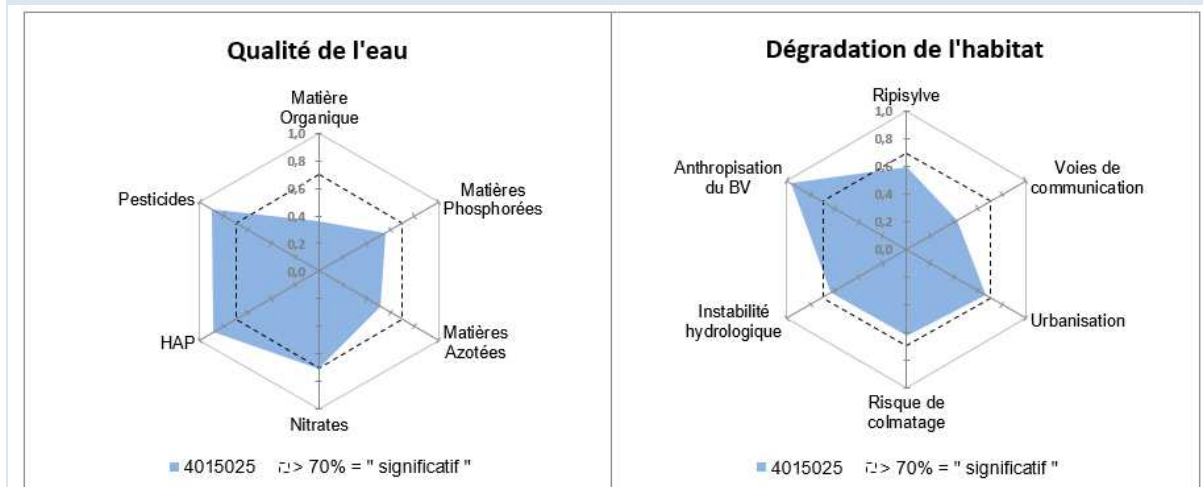 Qualité de l'eau
Matière
Organique
1,0
0,8
0,6
0,4
0,2
0,0
Matières
Phosphorées
Matières
Azotées
Nitrates
HAP
Pesticides
4015025
> 70% = " significatif "
Dégradation de l'habitat
Ripisylve
1,0
0,8
0,6
0,4
0,2
0,0
Voies de
communication
Urbanisation
Risque de
colmatage
Instabilité
hydrologique
Anthropisation
du BV
4015025
> 70% = " significatif "